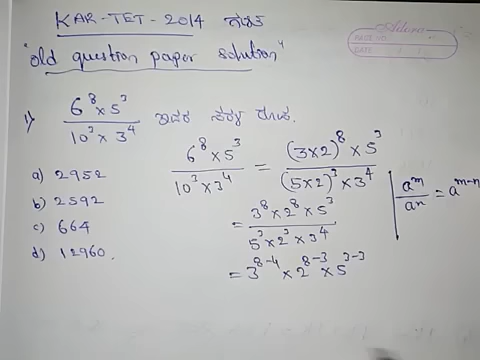 KAR-TET-2014 ಗಣಿತ
"old question paper solution"
1) 6^8 × 5^3 / 10^3 × 3^4 ಇದರ ಸರಳ ರೂಪ.
a) 2952
b) 2592
c) 664
d) 12960.
6^8 × 5^3 / 10^3 × 3^4 = (3×2)^8 × 5^3 / (5×2)^3 × 3^4
= 3^8 × 2^8 × 5^3 / 5^3 × 2^3 × 3^4
= 3^8-4 × 2^8-3 × 5^3-3
a^m / a^n = a^m-n
DATE